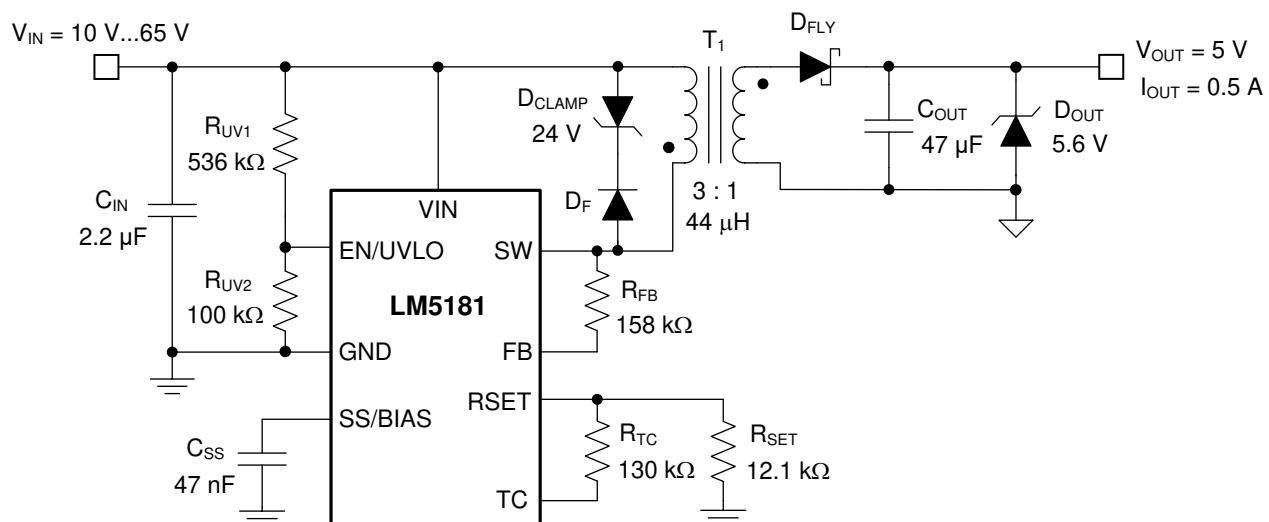 V_IN = 10 V...65 V
T_1
D_FLY
V_OUT = 5 V
I_OUT = 0.5 A
R_UV1
536 kΩ
D_CLAMP
24 V
C_OUT
47 µF
D_OUT
5.6 V
C_IN
2.2 µF
VIN
D_F
3 : 1
44 μH
EN/UVLO
SW
R_UV2
100 kΩ
LM5181
R_FB
158 kΩ
GND
FB
RSET
SS/BIAS
C_SS
47 nF
R_TC
130 kΩ
R_SET
12.1 kΩ
TC